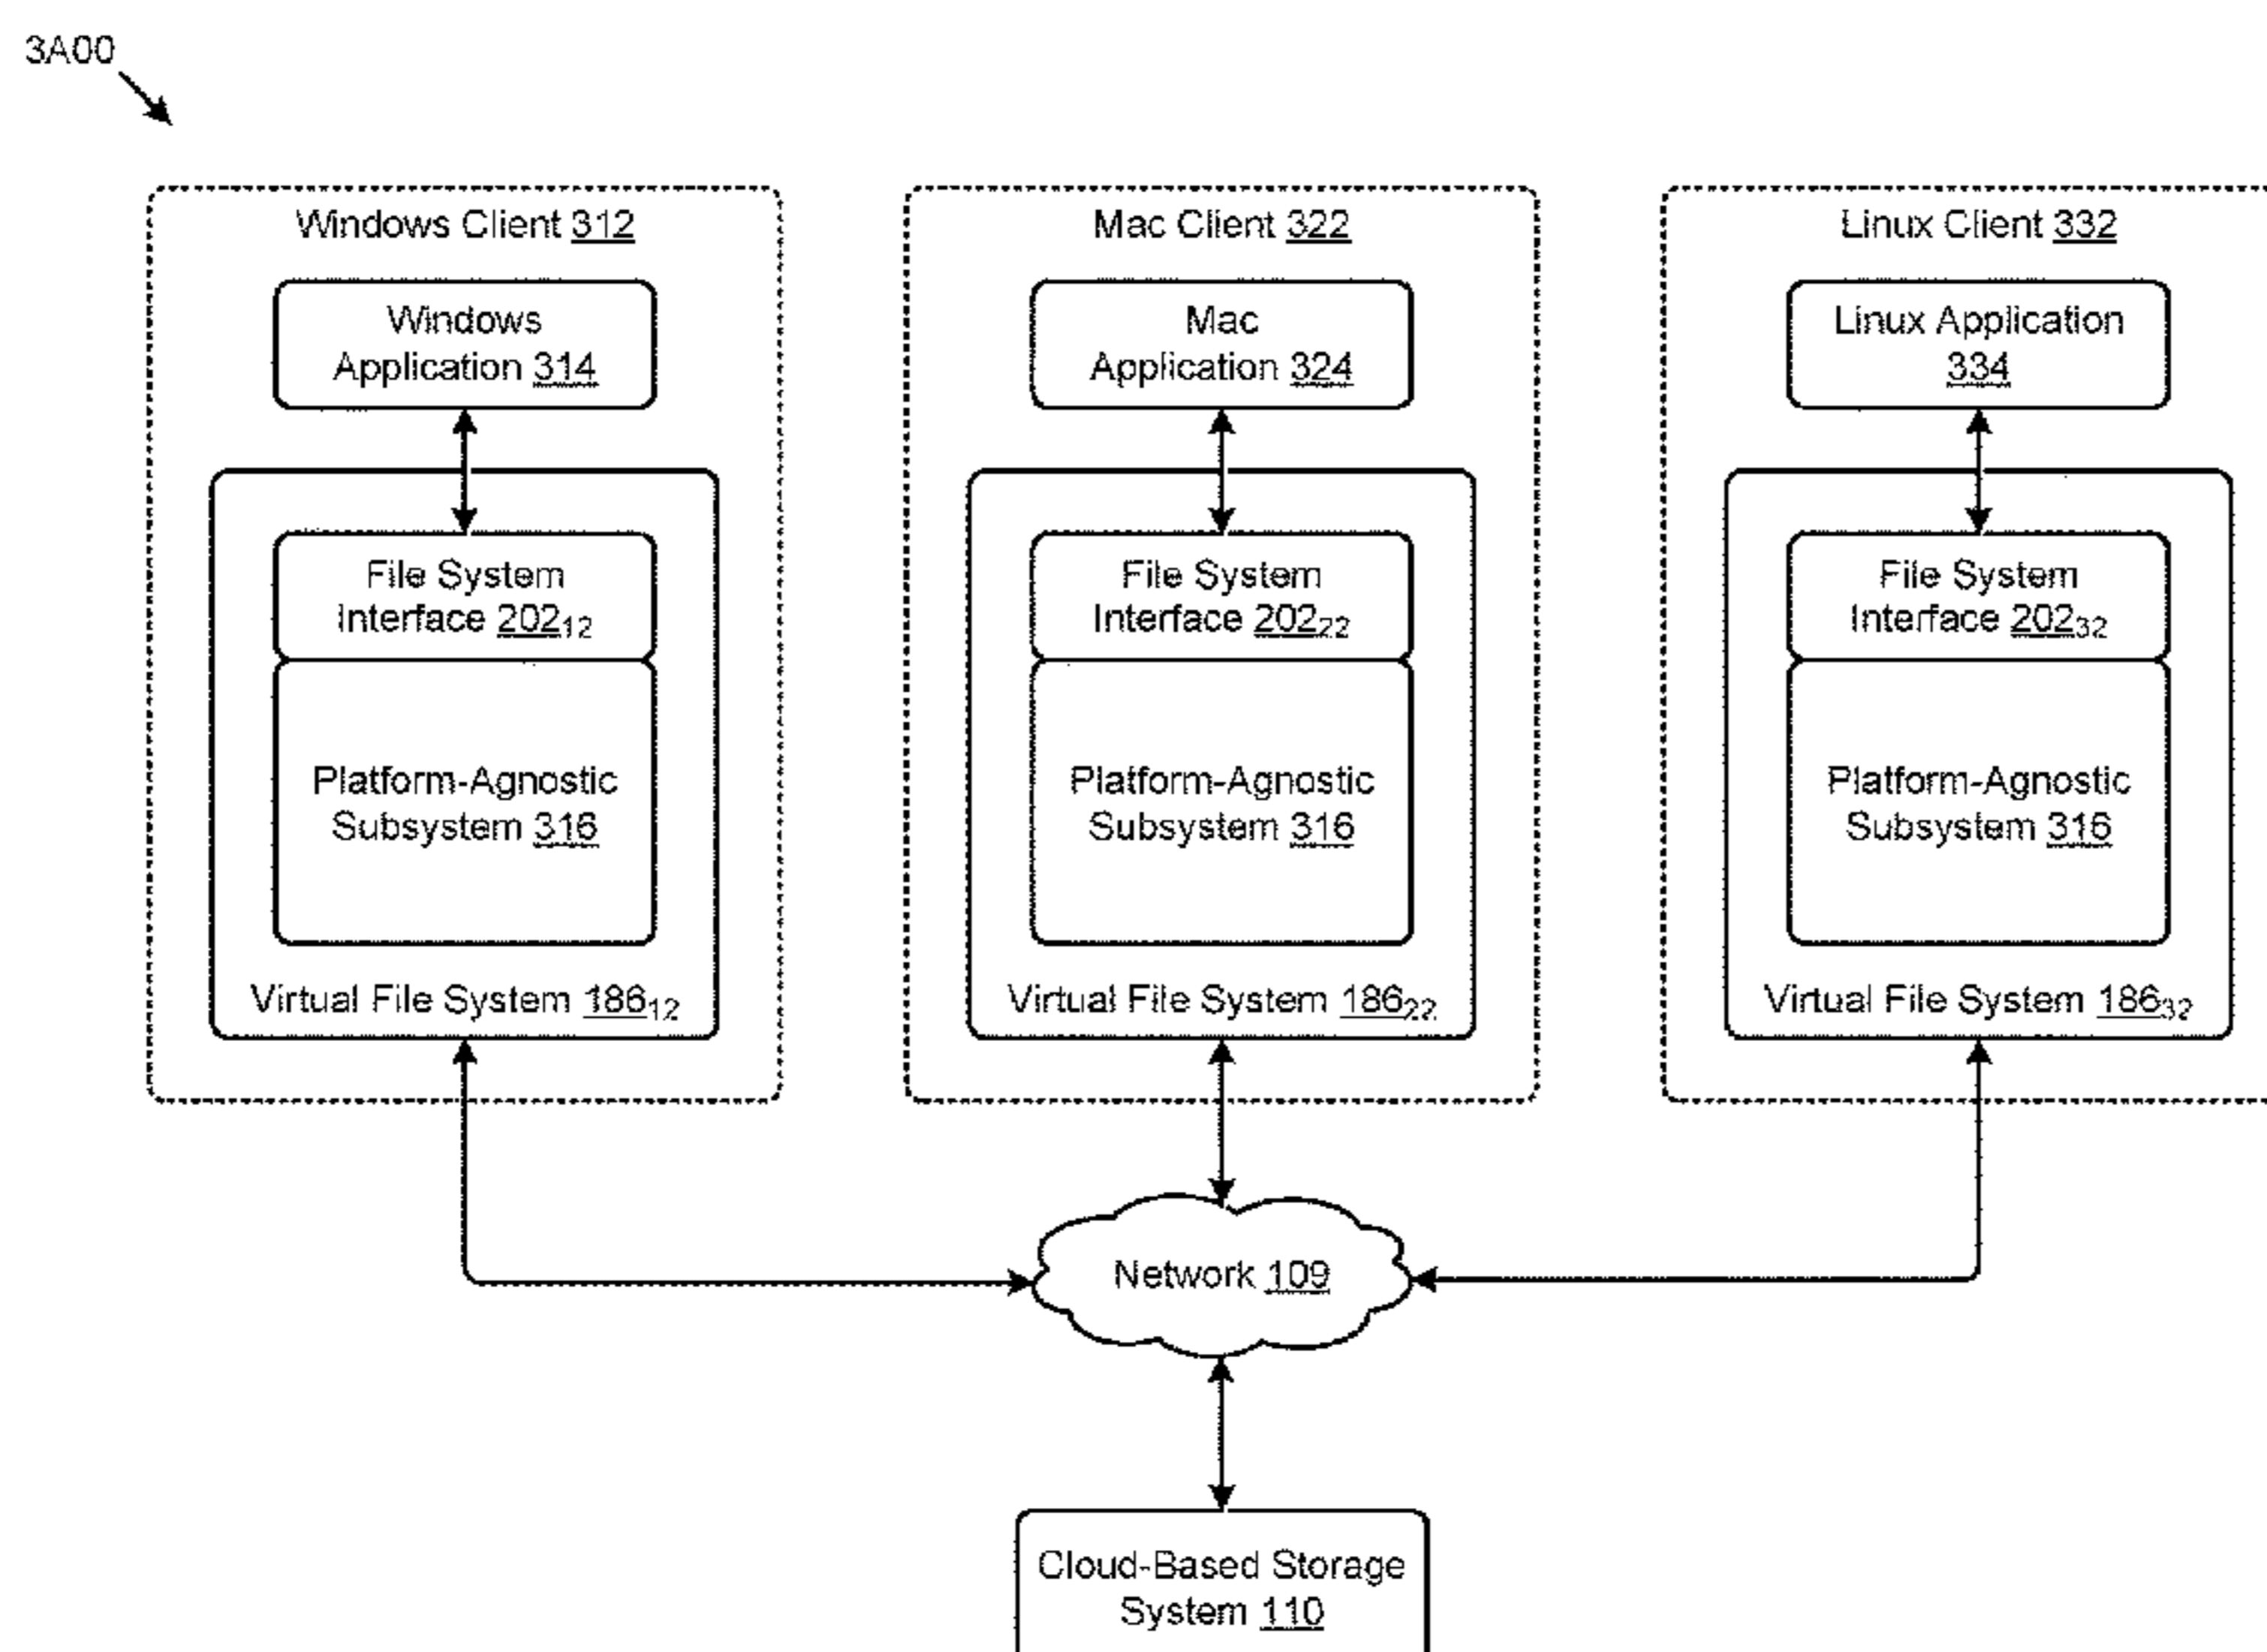 3A00
Windows Client 312
Windows
Application 314
File System
Interface 202₁₂
Platform-Agnostic
Subsystem 316
Virtual File System 186₁₂
Mac Client 322
Mac
Application 324
File System
Interface 202₂₂
Platform-Agnostic
Subsystem 316
Virtual File System 186₂₂
Linux Client 332
Linux Application
334
File System
Interface 202₃₂
Platform-Agnostic
Subsystem 316
Virtual File System 186₃₂
Network 109
Cloud-Based Storage
System 110